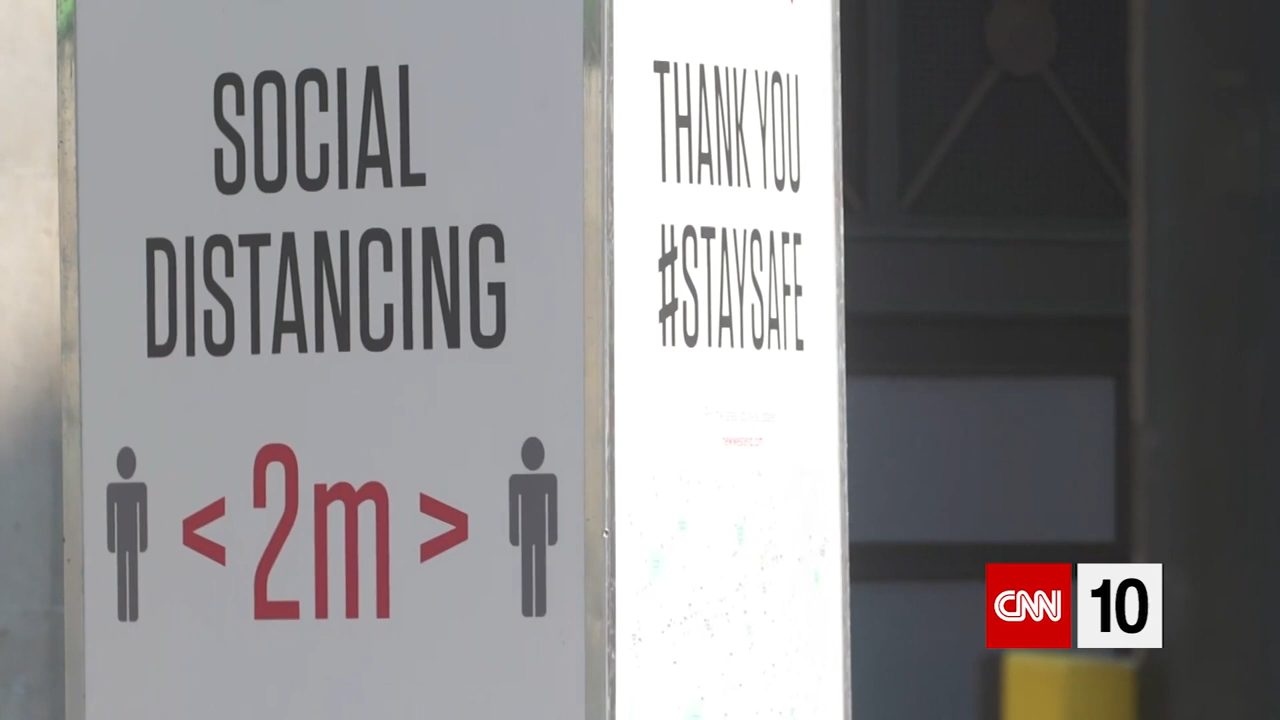 SOCIAL
DISTANCING
< 2m >
THANK YOU
#STAYSAFE
CNN 10